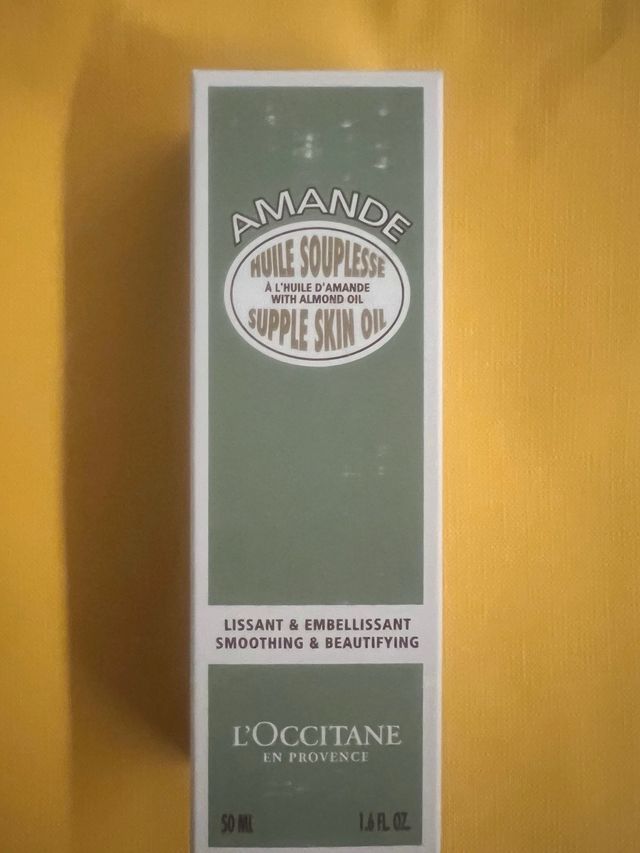 AMANDE
HUILE SOUPLESSE
À L'HUILE D'AMANDE
WITH ALMOND OIL
SUPPLE SKIN OIL
LISSANT & EMBELLISSANT
SMOOTHING & BEAUTIFYING
L'OCCITANE
EN PROVENCE
50 ML 1.6 FL. OZ.